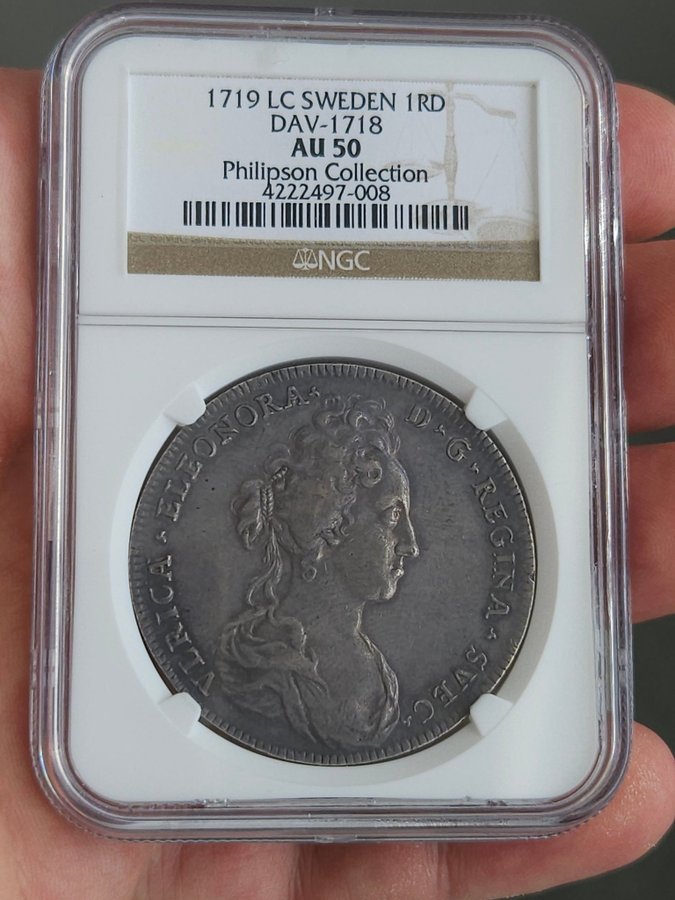 1719 LC SWEDEN 1RD
DAV-1718
AU 50
Philipson Collection
4222497-008
NGC
VLRICA · ELEONORA · D · G · REGINA · SVEC ·